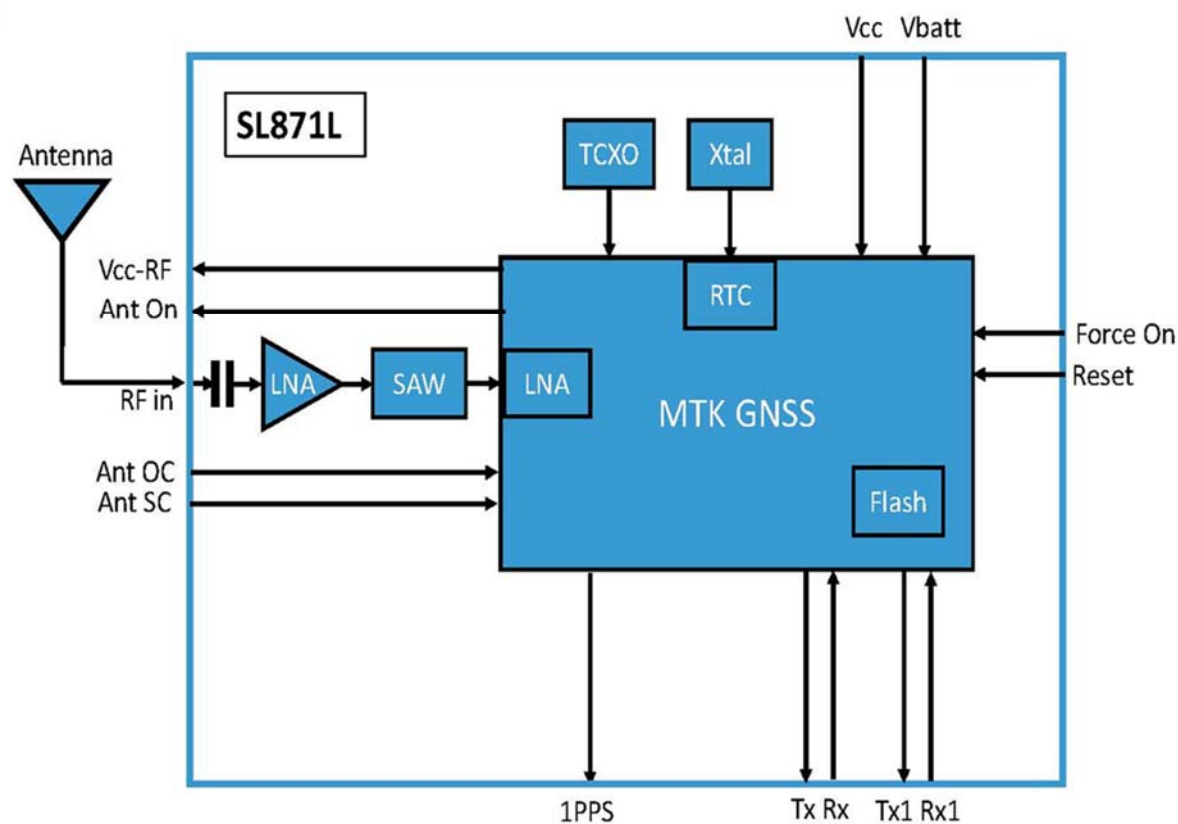 Vcc Vbatt
SL871L
Antenna
TCXO
Xtal
Vcc-RF
RTC
Ant On
Force On
LNA
SAW
LNA
RF in
Reset
MTK GNSS
Ant OC
Ant SC
Flash
1PPS
Tx Rx
Tx1 Rx1